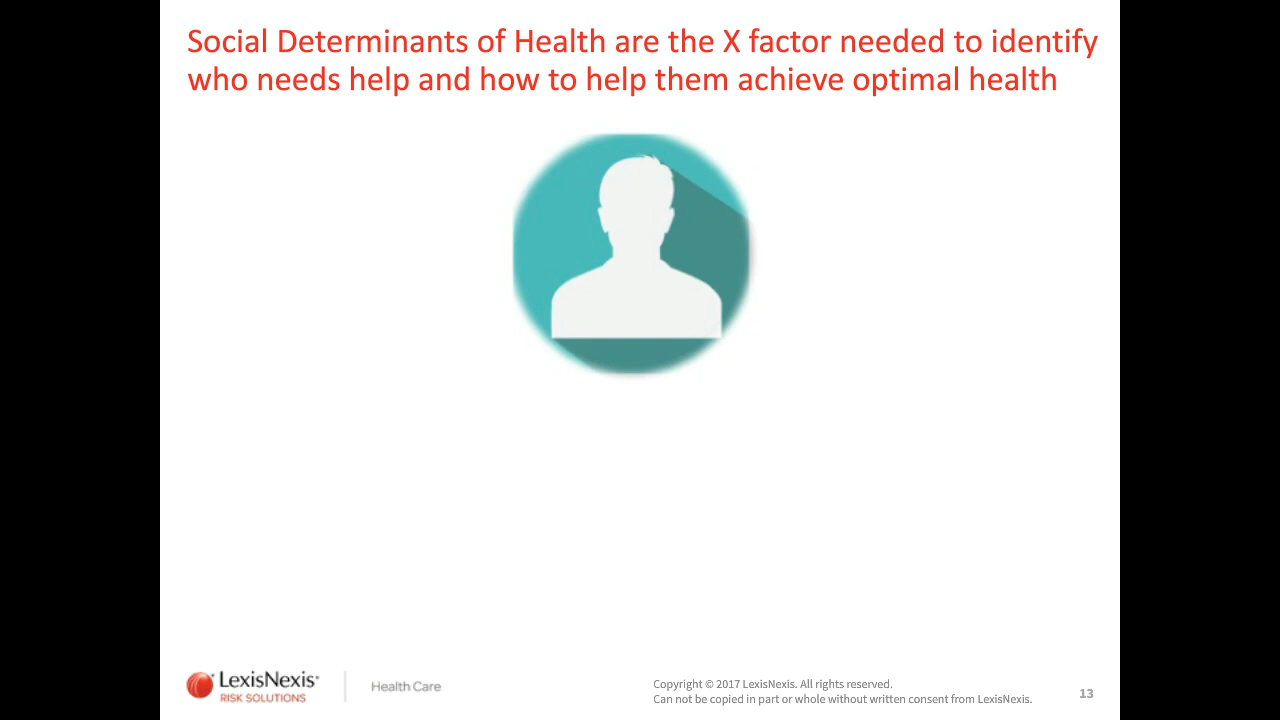 Social Determinants of Health are the X factor needed to identify
who needs help and how to help them achieve optimal health
LexisNexis®
RISK SOLUTIONS
Health Care
Copyright © 2017 LexisNexis. All rights reserved.
Can not be copied in part or whole without written consent from LexisNexis.
13